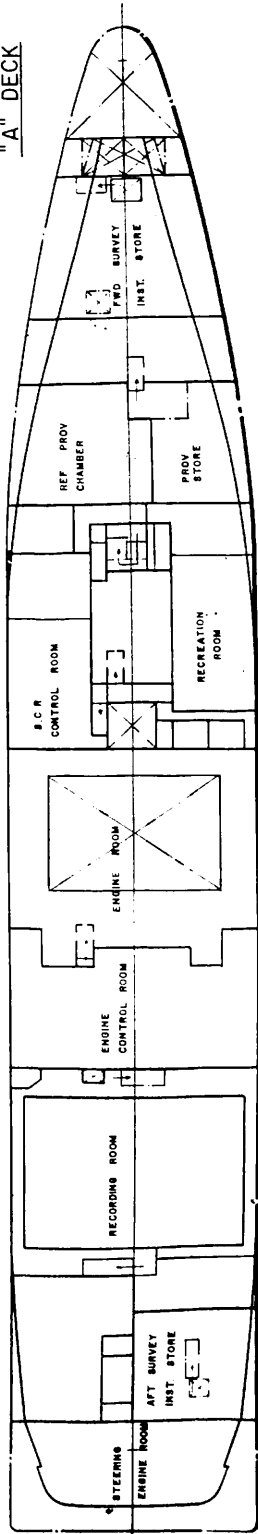 "A" DECK
SURVEY STORE
FWD INST.
REF PROV
CHAMBER
PROV
STORE
S.C.R
CONTROL ROOM
RECREATION
ROOM
ENGINE ROOM
ENGINE
CONTROL ROOM
RECORDING ROOM
AFT SURVEY
INST. STORE
STEERING
ENGINE ROOM